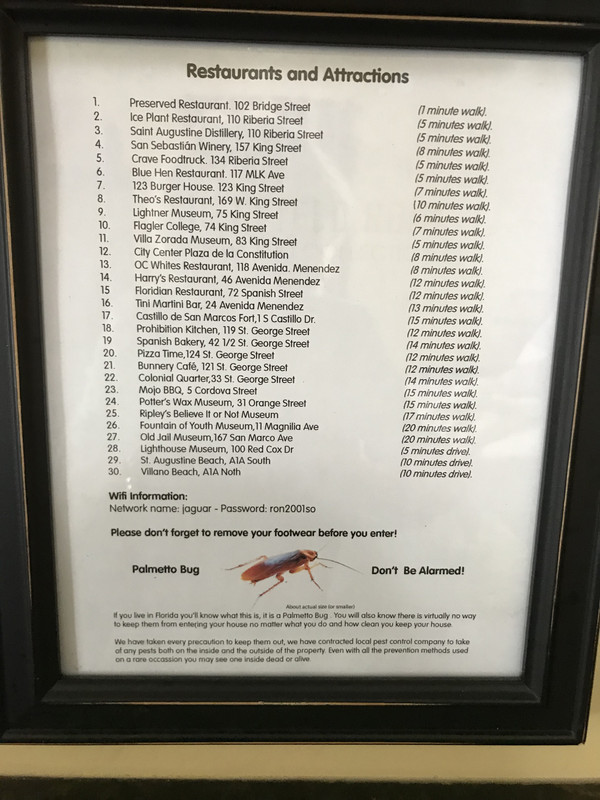 Restaurants and Attractions
1. Preserved Restaurant. 102 Bridge Street (1 minute walk).
2. Ice Plant Restaurant, 110 Riberia Street (5 minutes walk).
3. Saint Augustine Distillery, 110 Riberia Street (5 minutes walk).
4. San Sebastián Winery, 157 King Street (8 minutes walk).
5. Crave Foodtruck. 134 Riberia Street (5 minutes walk).
6. Blue Hen Restaurant. 117 MLK Ave (5 minutes walk).
7. 123 Burger House. 123 King Street (7 minutes walk).
8. Theo's Restaurant, 169 W. King Street (10 minutes walk).
9. Lightner Museum, 75 King Street (6 minutes walk).
10. Flagler College, 74 King Street (7 minutes walk).
11. Villa Zorada Museum, 83 King Street (5 minutes walk).
12. City Center Plaza de la Constitution (8 minutes walk).
13. OC Whites Restaurant, 118 Avenida. Menendez (8 minutes walk).
14. Harry's Restaurant, 46 Avenida Menendez (12 minutes walk).
15 Floridian Restaurant, 72 Spanish Street (12 minutes walk).
16. Tini Martini Bar, 24 Avenida Menendez (13 minutes walk).
17. Castillo de San Marcos Fort,1 S Castillo Dr. (15 minutes walk).
18. Prohibition Kitchen, 119 St. George Street (12 minutes walk).
19 Spanish Bakery, 42 1/2 St. George Street (14 minutes walk).
20. Pizza Time,124 St. George Street (12 minutes walk).
21. Bunnery Café, 121 St. George Street (12 minutes walk).
22. Colonial Quarter,33 St. George Street (14 minutes walk).
23. Mojo BBQ, 5 Cordova Street (15 minutes walk).
24. Potter's Wax Museum, 31 Orange Street (15 minutes walk).
25. Ripley's Believe It or Not Museum (17 minutes walk).
26. Fountain of Youth Museum,11 Magnilia Ave (20 minutes walk).
27. Old Jail Museum,167 San Marco Ave (20 minutes walk).
28. Lighthouse Museum, 100 Red Cox Dr (5 minutes drive).
29. St. Augustine Beach, A1A South (10 minutes drive).
30. Villano Beach, A1A Noth (10 minutes drive).
Wifi Information:
Network name: jaguar - Password: ron2001so
Please don't forget to remove your footwear before you enter!
Palmetto Bug Don't Be Alarmed!
About actual size (or smaller)
If you live in Florida you'll know what this is, it is a Palmetto Bug . You will also know there is virtually no way
to keep them from entering your house no matter what you do and how clean you keep your house.
We have taken every precaution to keep them out, we have contracted local pest control company to take
of any pests both on the inside and the outside of the property. Even with all the prevention methods used
on a rare occassion you may see one inside dead or alive.